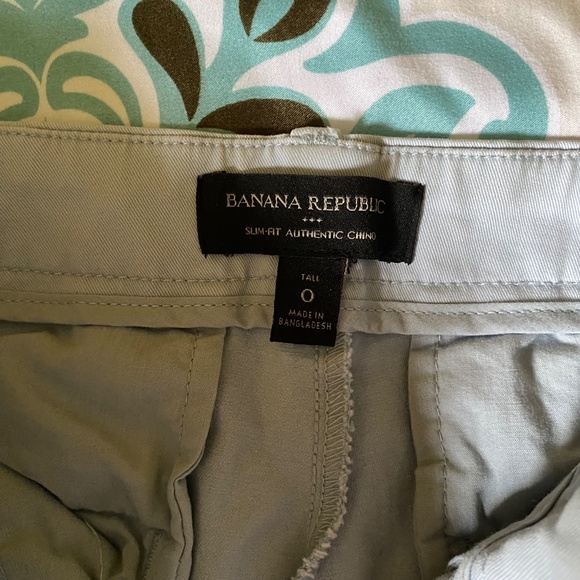 BANANA REPUBLIC
+++
SLIM-FIT AUTHENTIC CHINO
TALL
0
MADE IN
BANGLADESH